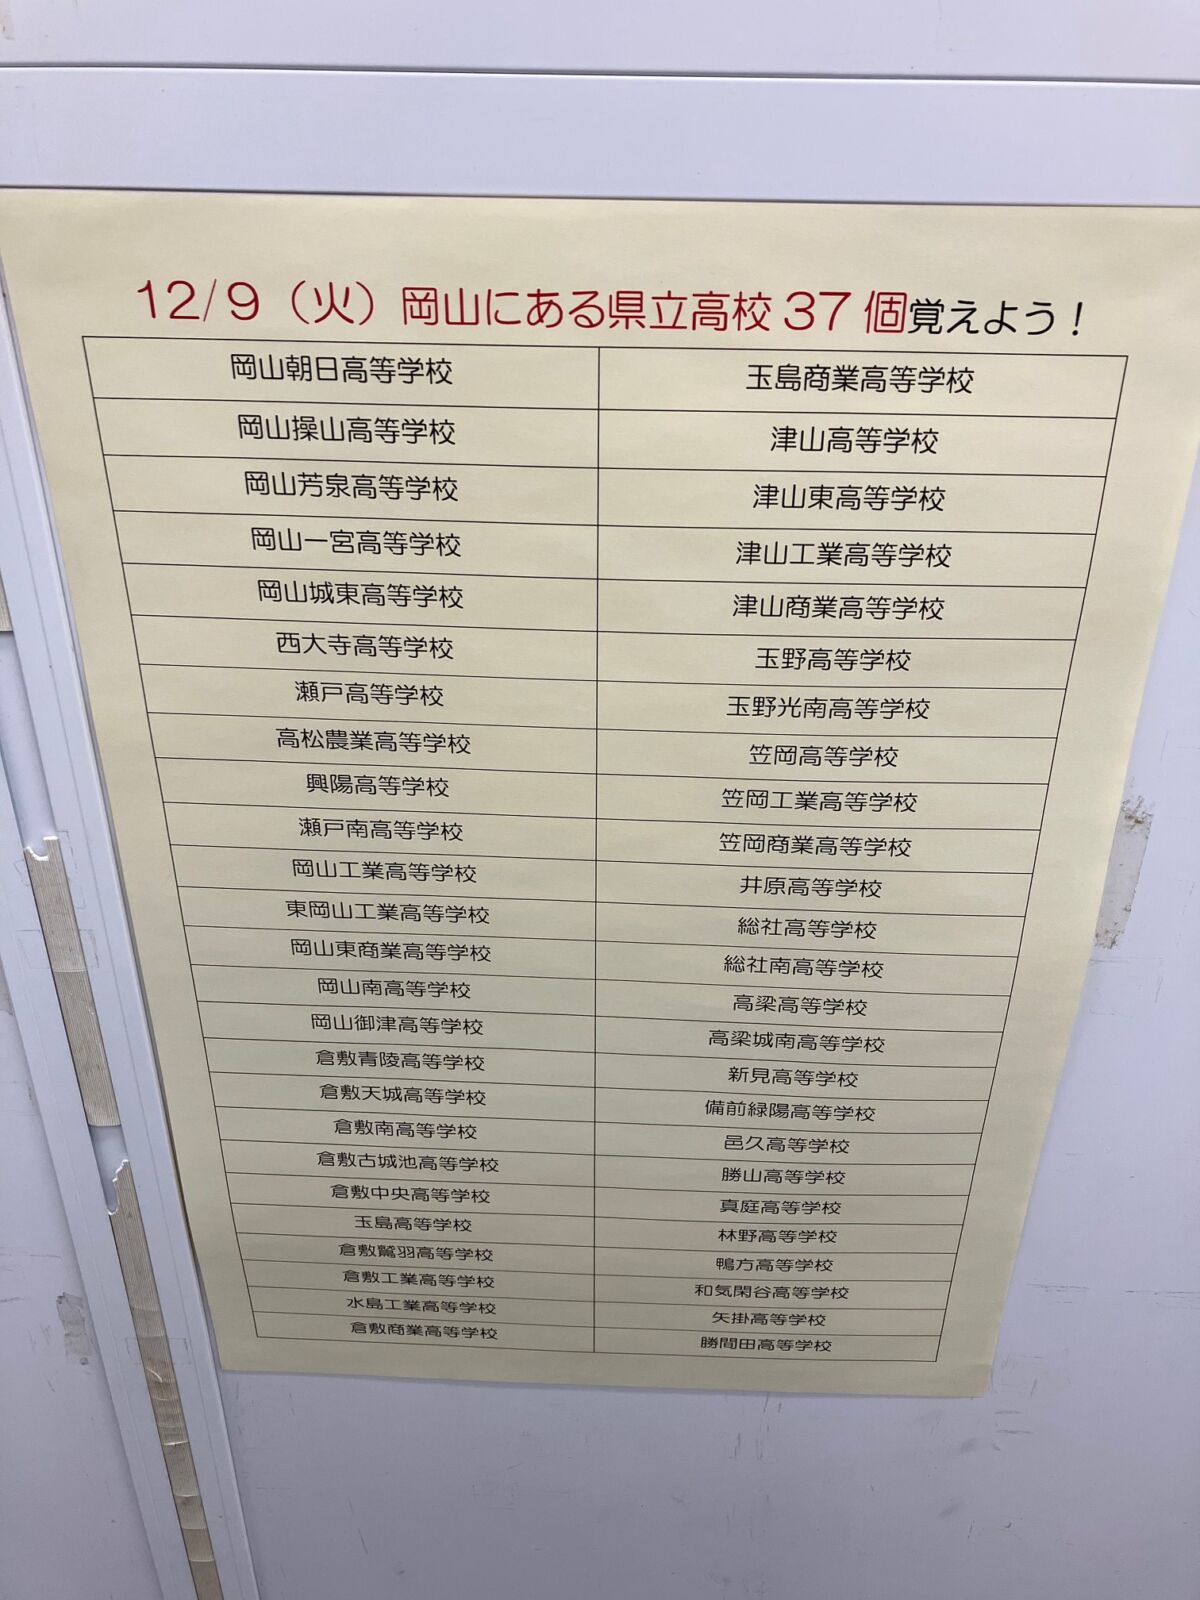 12/9（火）岡山にある県立高校37個覚えよう！
岡山朝日高等学校
岡山操山高等学校
岡山芳泉高等学校
岡山一宮高等学校
岡山城東高等学校
西大寺高等学校
瀬戸高等学校
高松農業高等学校
興陽高等学校
瀬戸南高等学校
岡山工業高等学校
東岡山工業高等学校
岡山東商業高等学校
岡山南高等学校
岡山御津高等学校
倉敷青陵高等学校
倉敷天城高等学校
倉敷南高等学校
倉敷古城池高等学校
倉敷中央高等学校
玉島高等学校
倉敷鷲羽高等学校
倉敷工業高等学校
水島工業高等学校
倉敷商業高等学校
玉島商業高等学校
津山高等学校
津山東高等学校
津山工業高等学校
津山商業高等学校
玉野高等学校
玉野光南高等学校
笠岡高等学校
笠岡工業高等学校
笠岡商業高等学校
井原高等学校
総社高等学校
総社南高等学校
高梁高等学校
高梁城南高等学校
新見高等学校
備前緑陽高等学校
邑久高等学校
勝山高等学校
真庭高等学校
林野高等学校
鴨方高等学校
和気閑谷高等学校
矢掛高等学校
勝間田高等学校